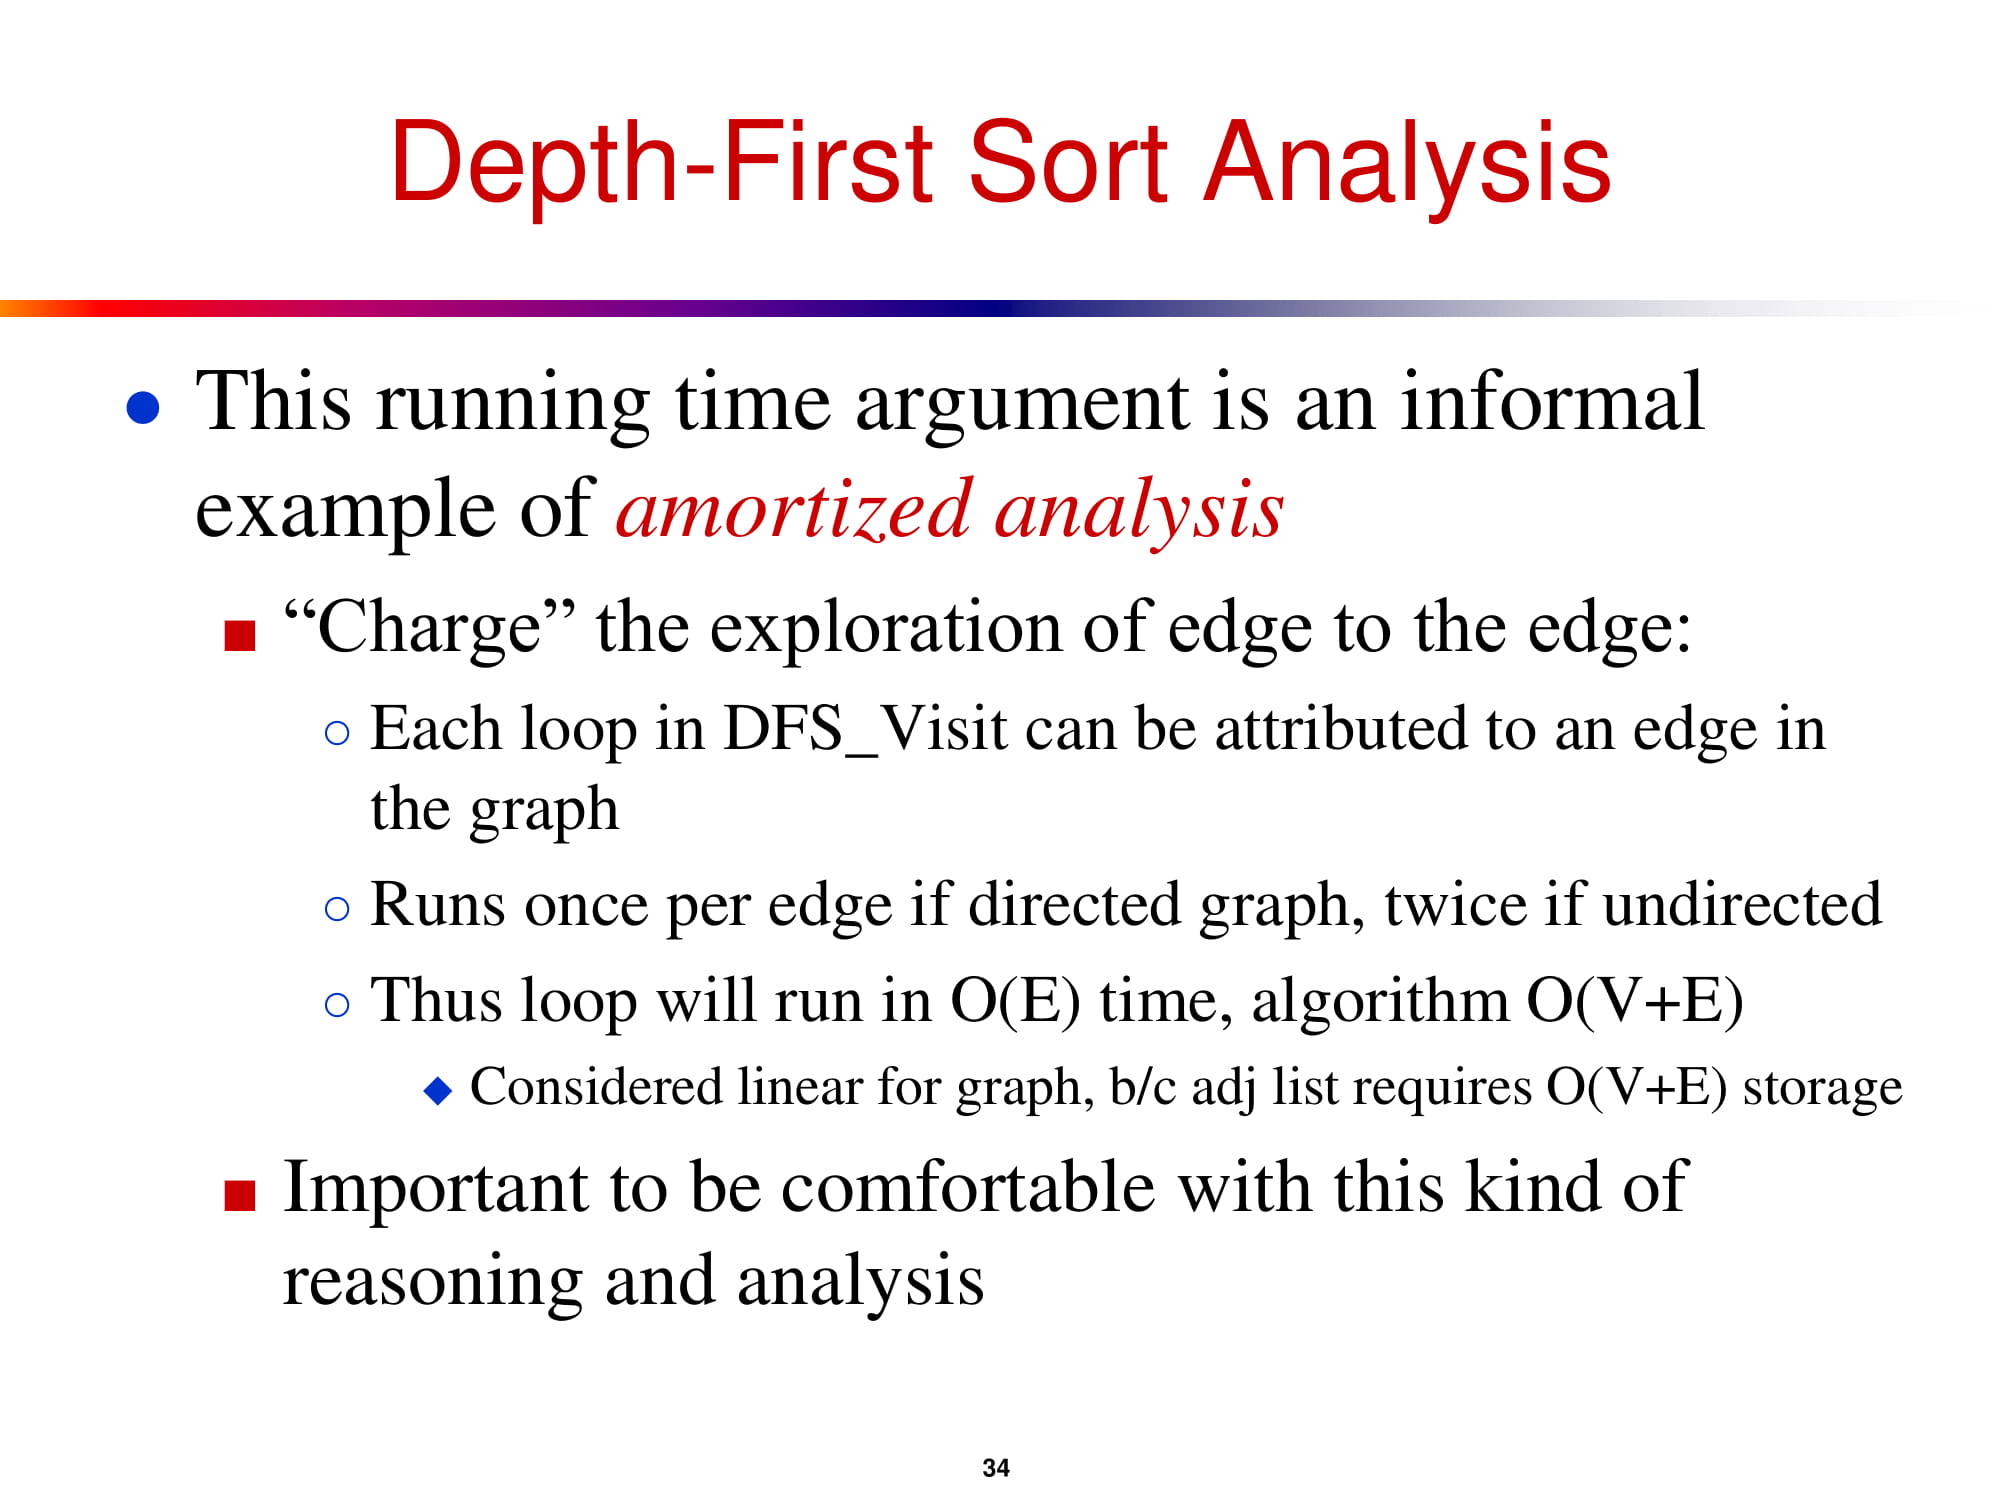 Depth-First Sort Analysis
• This running time argument is an informal
example of amortized analysis
■ “Charge” the exploration of edge to the edge:
○ Each loop in DFS_Visit can be attributed to an edge in
the graph
○ Runs once per edge if directed graph, twice if undirected
○ Thus loop will run in O(E) time, algorithm O(V+E)
◆ Considered linear for graph, b/c adj list requires O(V+E) storage
■ Important to be comfortable with this kind of
reasoning and analysis
34